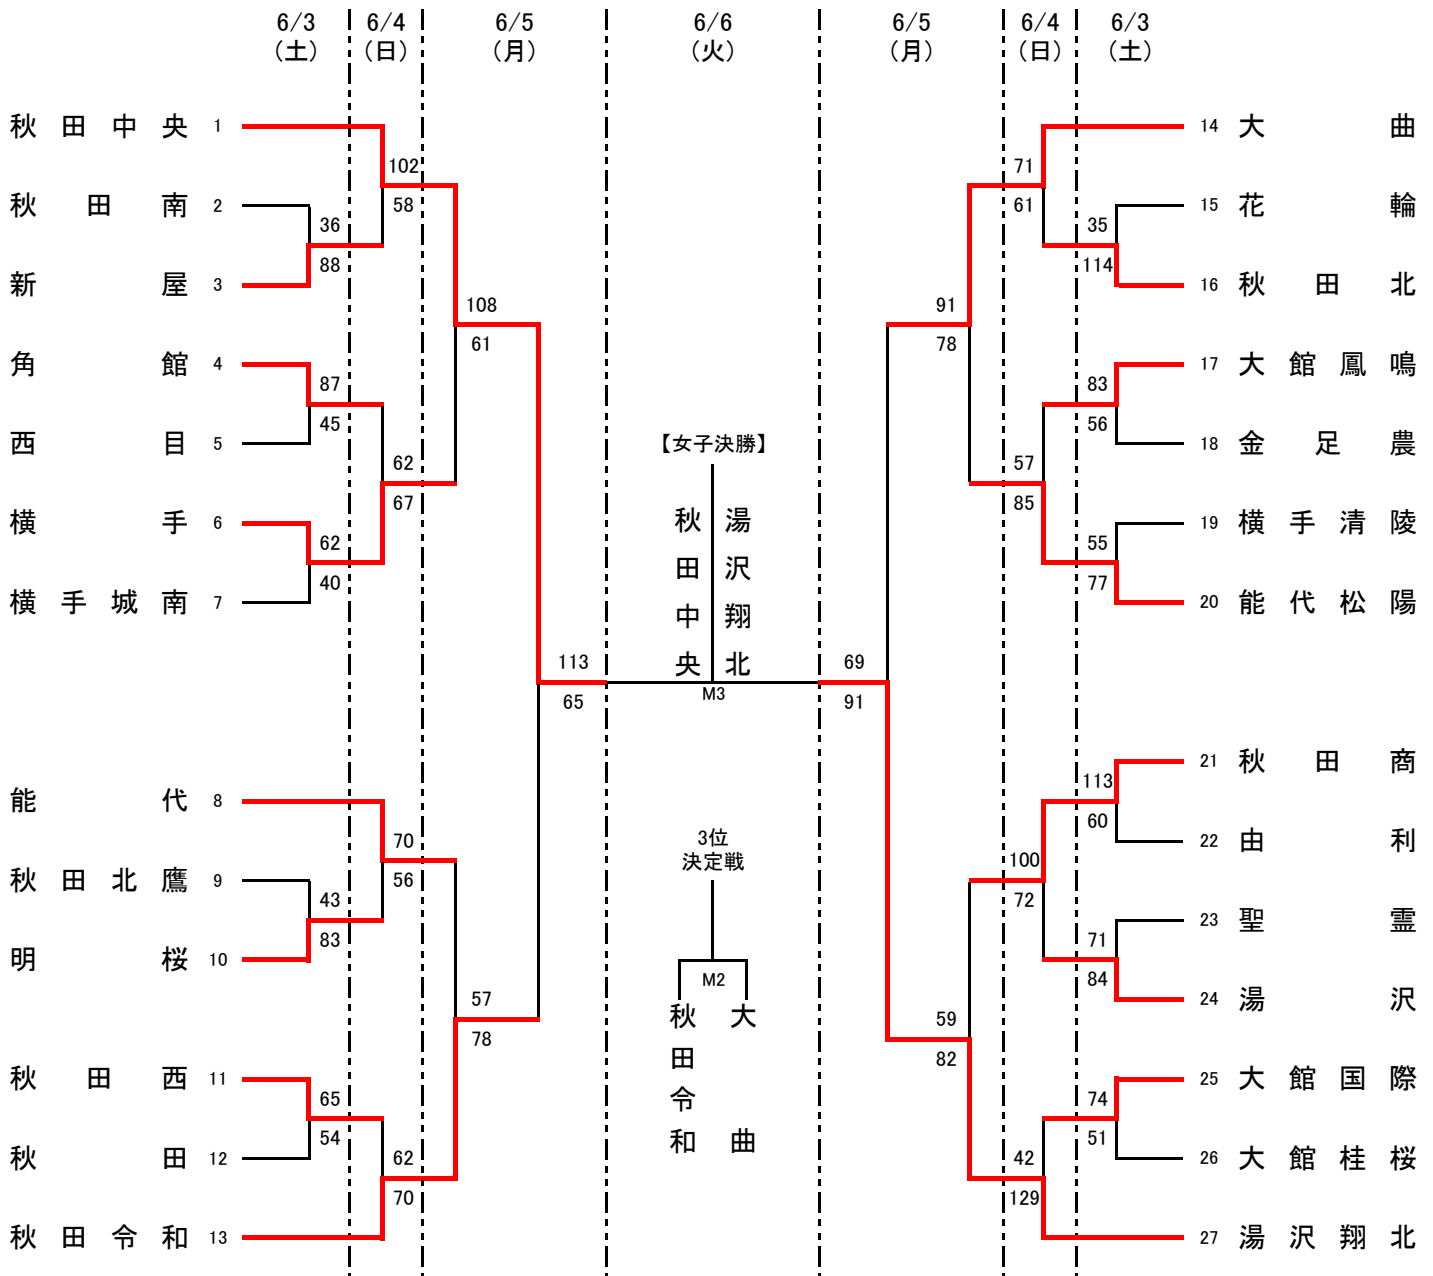 6/3 6/4 6/5 6/6 6/5 6/4 6/3
（土） （日） （月） （火） （月） （日） （土）
秋田中央 1
102
秋田南 2
58
36
88
新屋 3
108
61
角館 4
87
45
西目 5
62
67
横手 6
62
40
横手城南 7
113
65
能代 8
70
56
秋田北鷹 9
43
83
明桜 10
57
78
秋田西 11
65
54
秋田 12
62
70
秋田令和 13
【女子決勝】
秋田中央
湯沢翔北
M3
3位
決定戦
M2
秋田令和
大曲
14 大曲
71
61
15 花輪
35
114
16 秋田北
91
78
17 大館鳳鳴
83
56
18 金足農
57
85
19 横手清陵
55
77
20 能代松陽
69
91
21 秋田商
113
60
22 由利
100
72
23 聖霊
71
84
24 湯沢
59
82
25 大館国際
74
51
26 大館桂桜
42
129
27 湯沢翔北